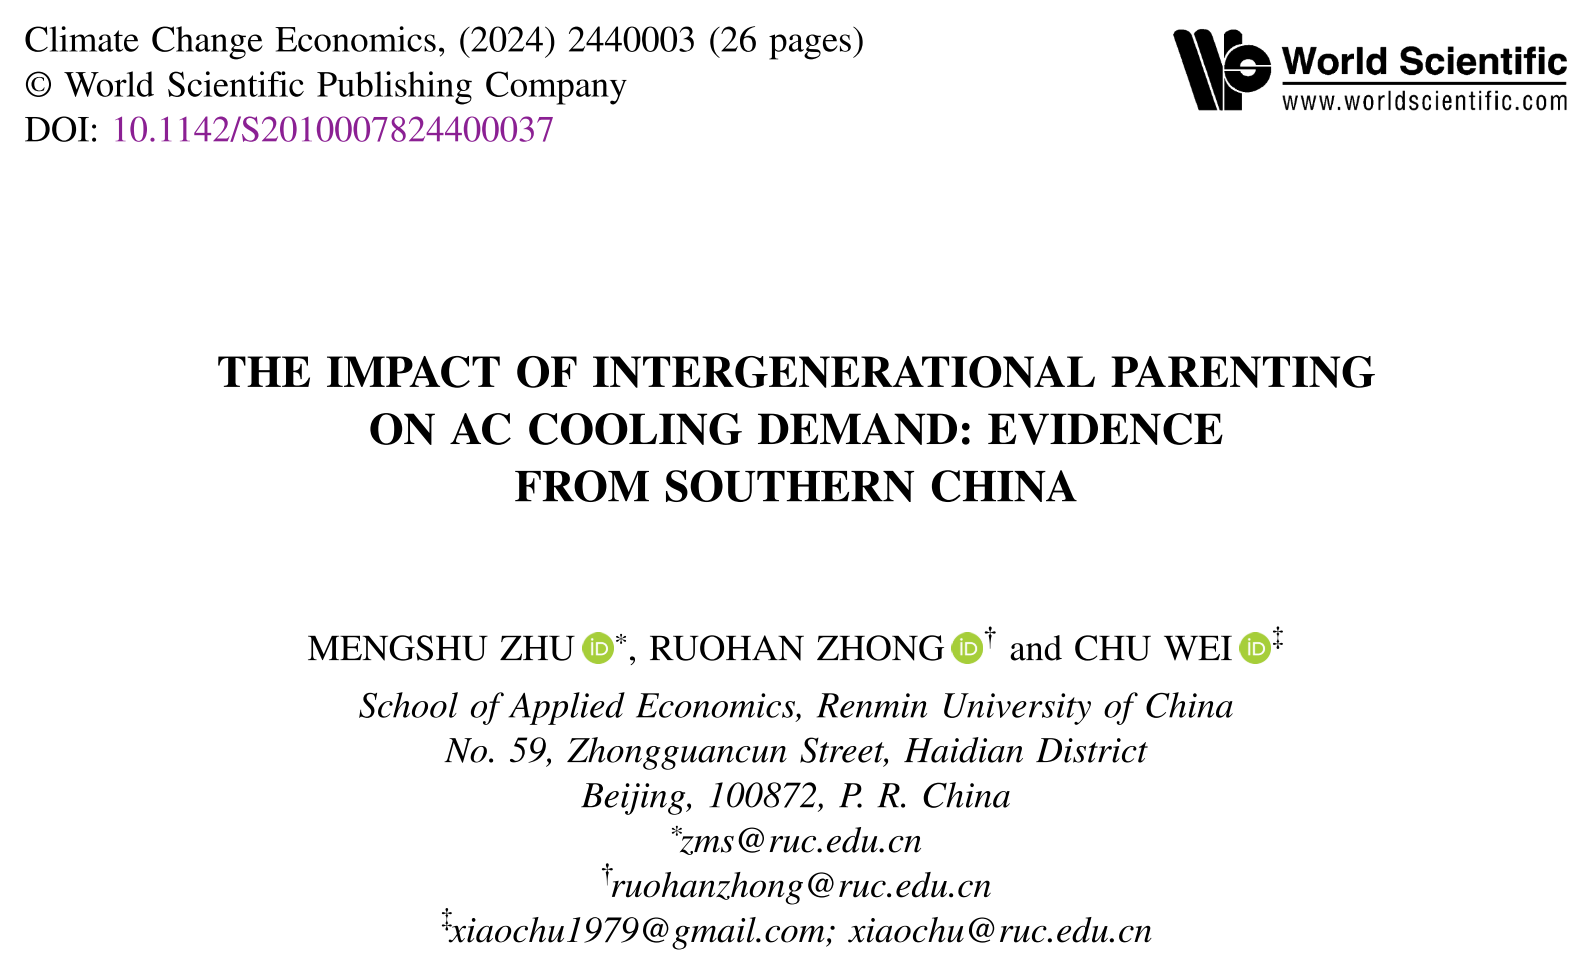 Climate Change Economics, (2024) 2440003 (26 pages)
© World Scientific Publishing Company
DOI: 10.1142/S2010007824400037
World Scientific
www.worldscientific.com
THE IMPACT OF INTERGENERATIONAL PARENTING
ON AC COOLING DEMAND: EVIDENCE
FROM SOUTHERN CHINA
MENGSHU ZHU iD*, RUOHAN ZHONG iD† and CHU WEI iD‡
School of Applied Economics, Renmin University of China
No. 59, Zhongguancun Street, Haidian District
Beijing, 100872, P. R. China
*zms@ruc.edu.cn
†ruohanzhong@ruc.edu.cn
‡xiaochu1979@gmail.com; xiaochu@ruc.edu.cn